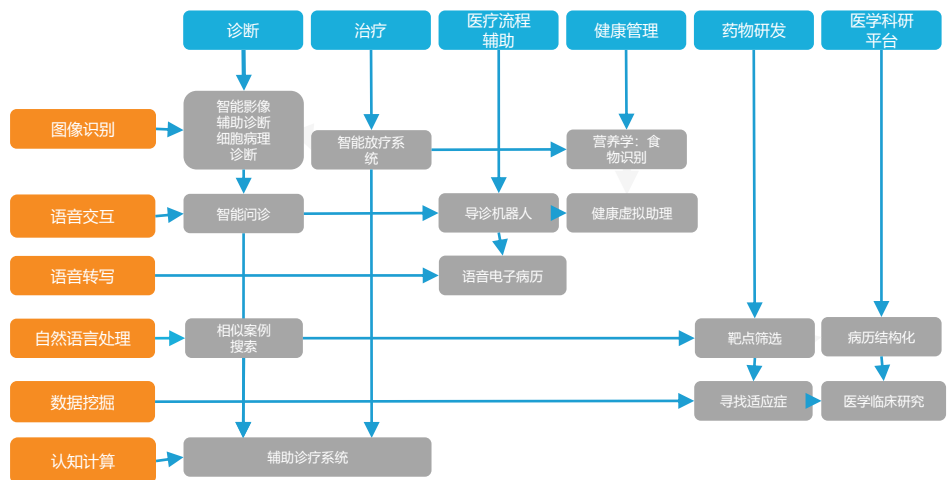 诊断
治疗
医疗流程
辅助
健康管理
药物研发
医学科研
平台
图像识别
智能影像
辅助诊断
细胞病理
诊断
智能放疗系
统
营养学：食
物识别
语音交互
智能问诊
导诊机器人
健康虚拟助理
语音转写
语音电子病历
自然语言处理
相似案例
搜索
靶点筛选
病历结构化
数据挖掘
寻找适应症
医学临床研究
认知计算
辅助诊疗系统